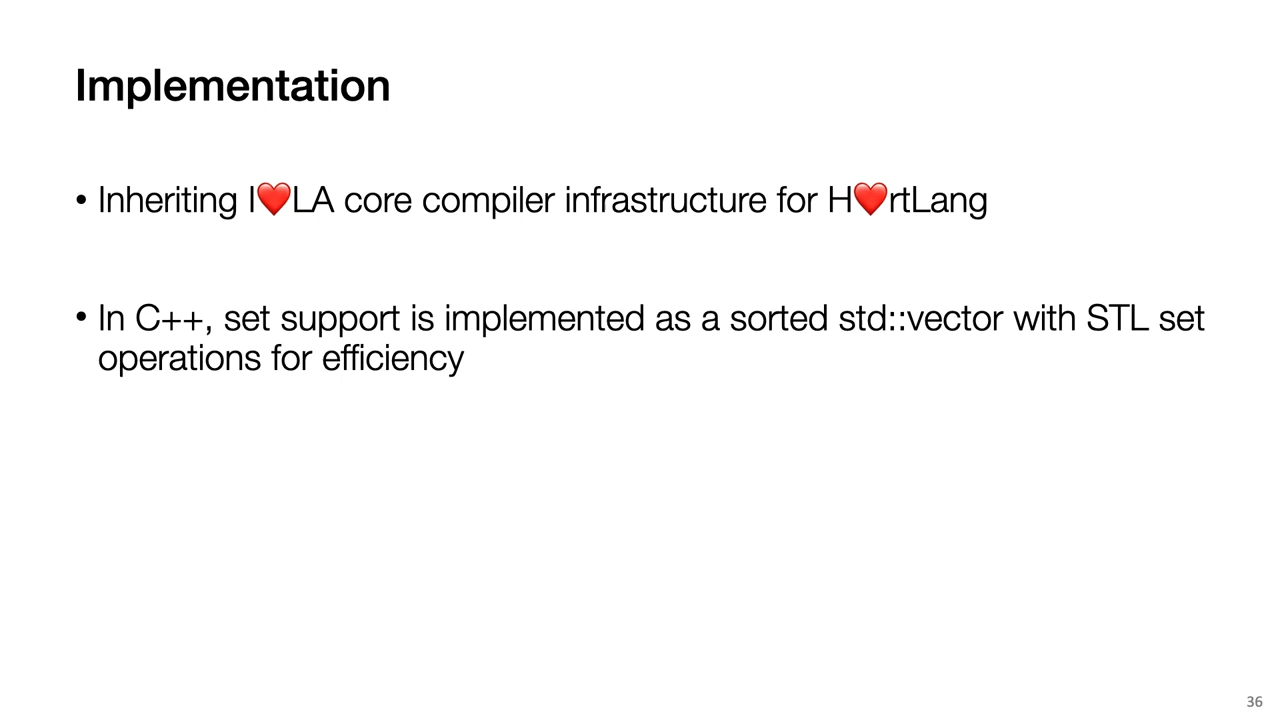 Implementation
• Inheriting I❤️LA core compiler infrastructure for H❤️rtLang
• In C++, set support is implemented as a sorted std::vector with STL set
operations for efficiency
36